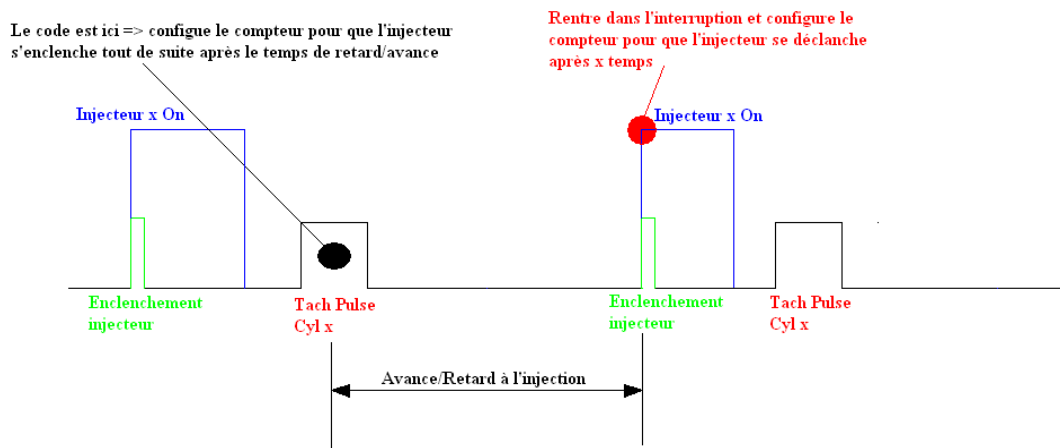 Le code est ici => configue le compteur pour que l'injecteur
s'enclenche tout de suite après le temps de retard/avance
Rentre dans l'interruption et configure le
compteur pour que l'injecteur se déclanche
après x temps
Injecteur x On
Injecteur x On
Enclenchement
injecteur
Tach Pulse
Cyl x
Enclenchement
injecteur
Tach Pulse
Cyl x
Avance/Retard à l'injection